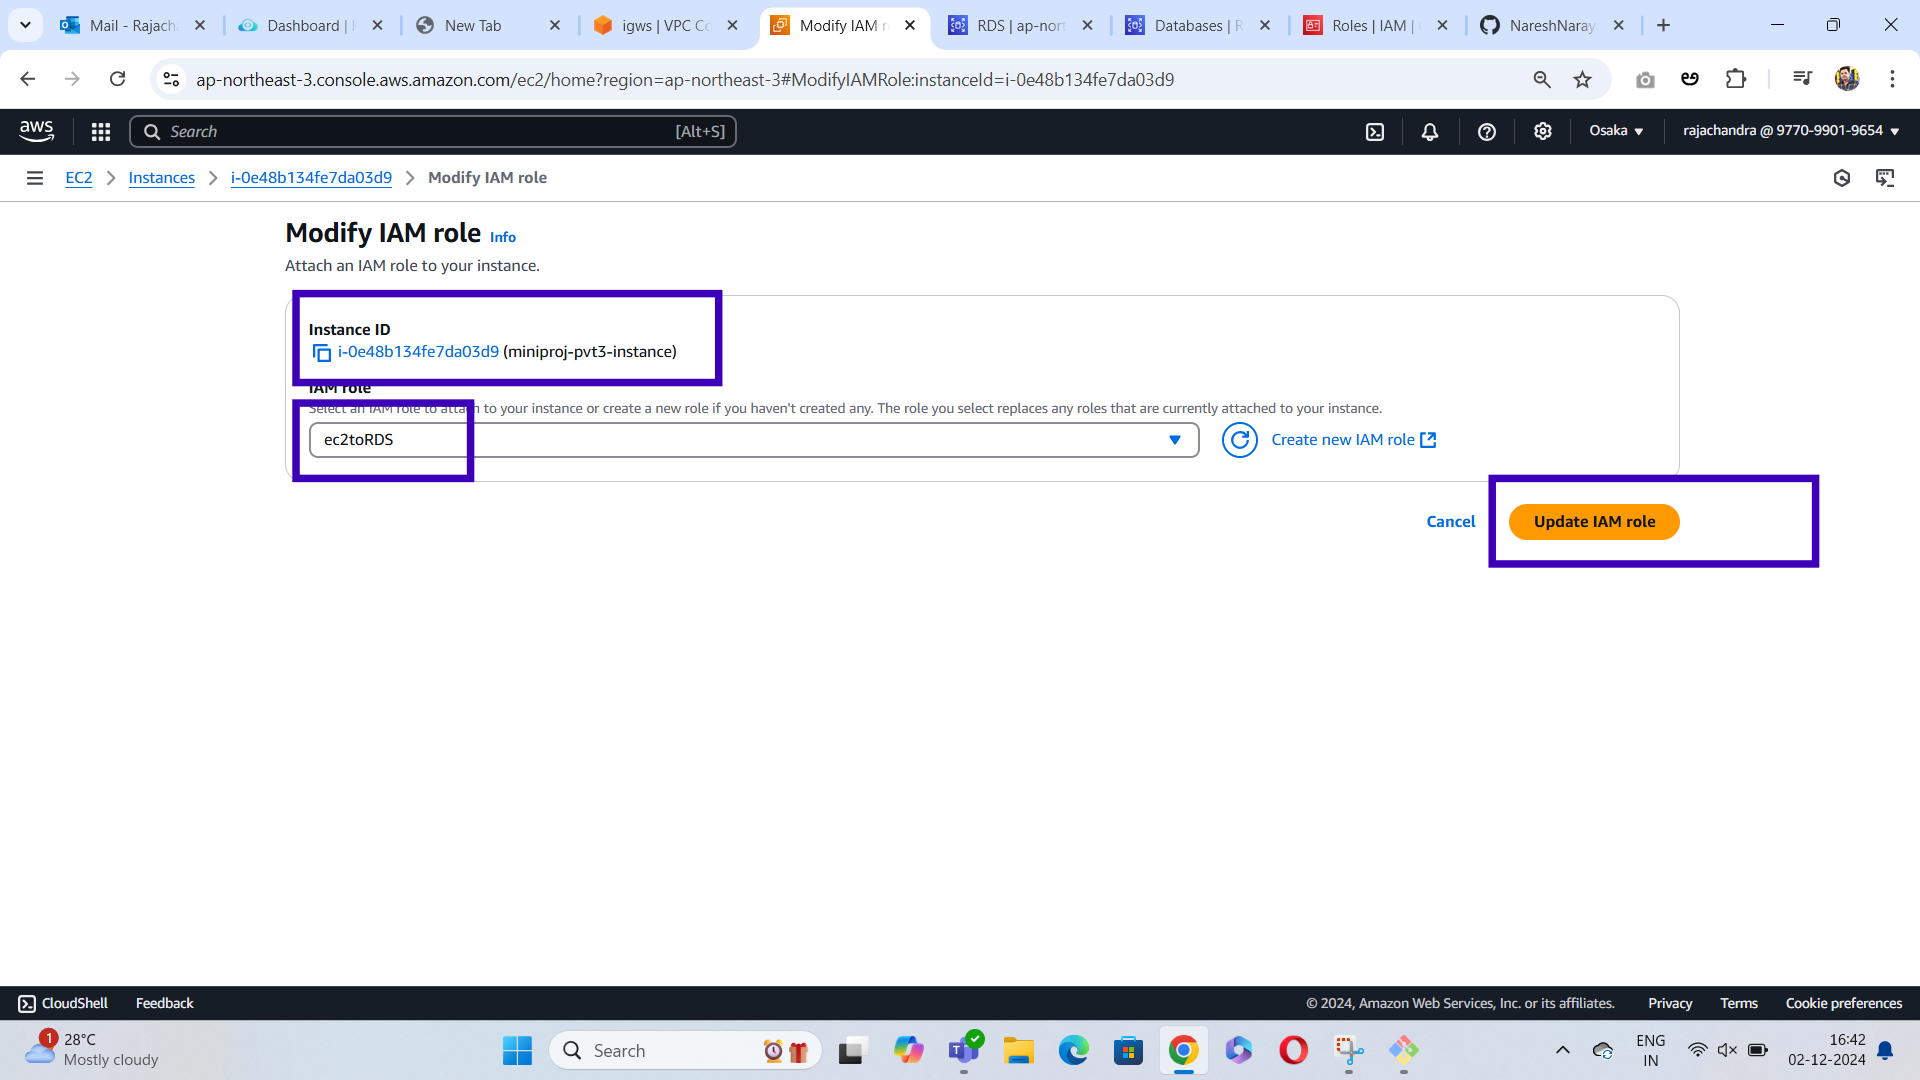 Mail - Rajach
Dashboard |
New Tab
igws | VPC Co
Modify IAM r
RDS | ap-nort
Databases | R
Roles | IAM |
NareshNaray
ap-northeast-3.console.aws.amazon.com/ec2/home?region=ap-northeast-3#ModifyIAMRole:instanceId=i-0e48b134fe7da03d9
aws
Search
[Alt+S]
Osaka
rajachandra @ 9770-9901-9654
EC2
Instances
i-0e48b134fe7da03d9
Modify IAM role
Modify IAM role Info
Attach an IAM role to your instance.
Instance ID
i-0e48b134fe7da03d9 (miniproj-pvt3-instance)
IAM role
Select an IAM role to attach to your instance or create a new role if you haven't created any. The role you select replaces any roles that are currently attached to your instance.
ec2toRDS
Create new IAM role
Cancel
Update IAM role
CloudShell
Feedback
© 2024, Amazon Web Services, Inc. or its affiliates.
Privacy
Terms
Cookie preferences
1
28°C
Mostly cloudy
Search
ENG
IN
16:42
02-12-2024